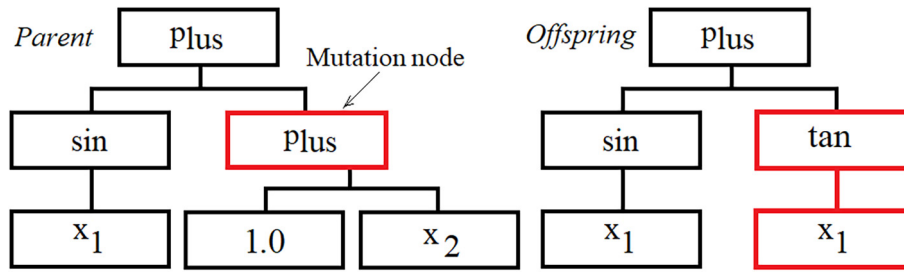 Parent
plus
Mutation node
sin
plus
x1
1.0
x2
Offspring
plus
sin
tan
x1
x1